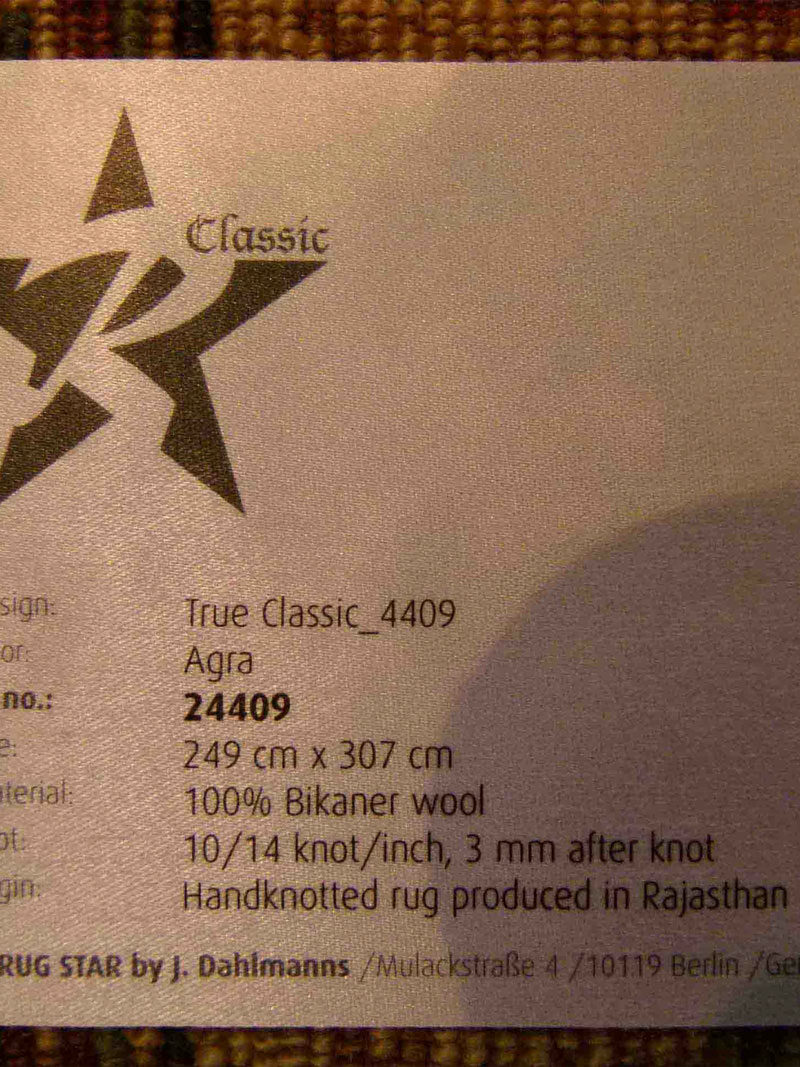 Classic
sign: True Classic_4409
or: Agra
no.: 24409
e: 249 cm x 307 cm
terial: 100% Bikaner wool
ot: 10/14 knot/inch, 3 mm after knot
gin: Handknotted rug produced in Rajasthan
RUG STAR by J. Dahlmanns /Mulackstraße 4 /10119 Berlin /Ge